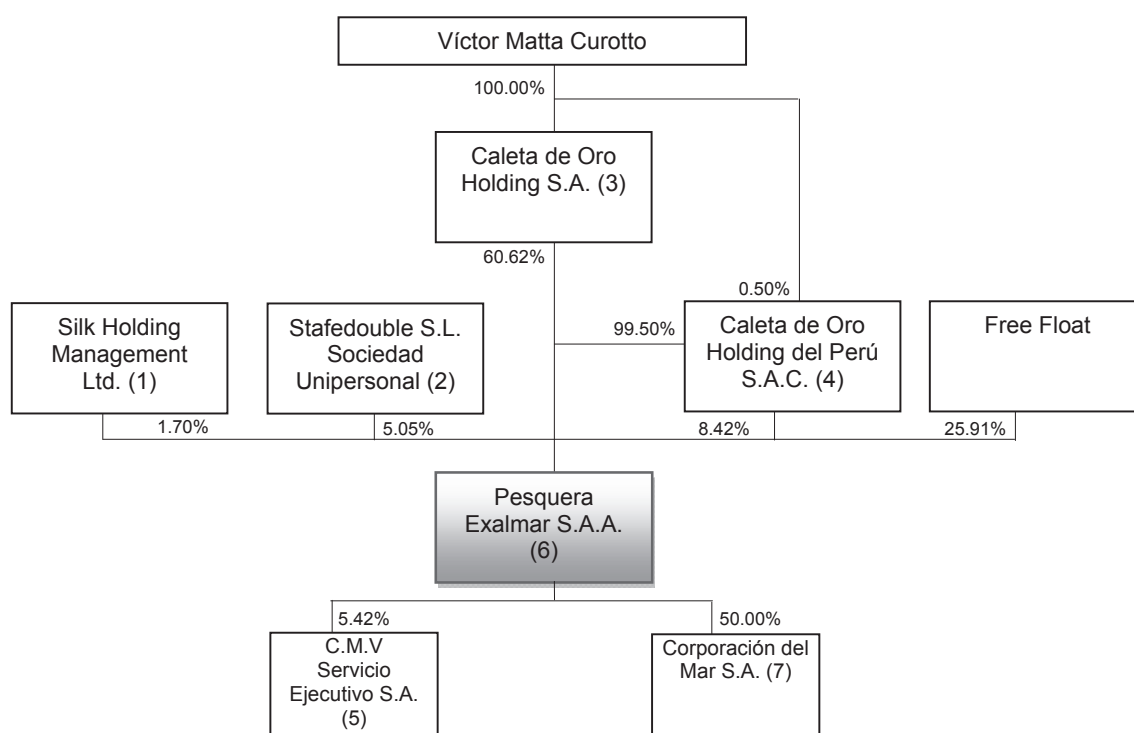 Víctor Matta Curotto
100.00%
Caleta de Oro
Holding S.A. (3)
60.62%
0.50%
99.50%
Silk Holding
Management
Ltd. (1)
Stafedouble S.L.
Sociedad
Unipersonal (2)
Caleta de Oro
Holding del Perú
S.A.C. (4)
Free Float
1.70%
5.05%
8.42%
25.91%
Pesquera
Exalmar S.A.A.
(6)
5.42%
50.00%
C.M.V
Servicio
Ejecutivo S.A.
(5)
Corporación del
Mar S.A. (7)